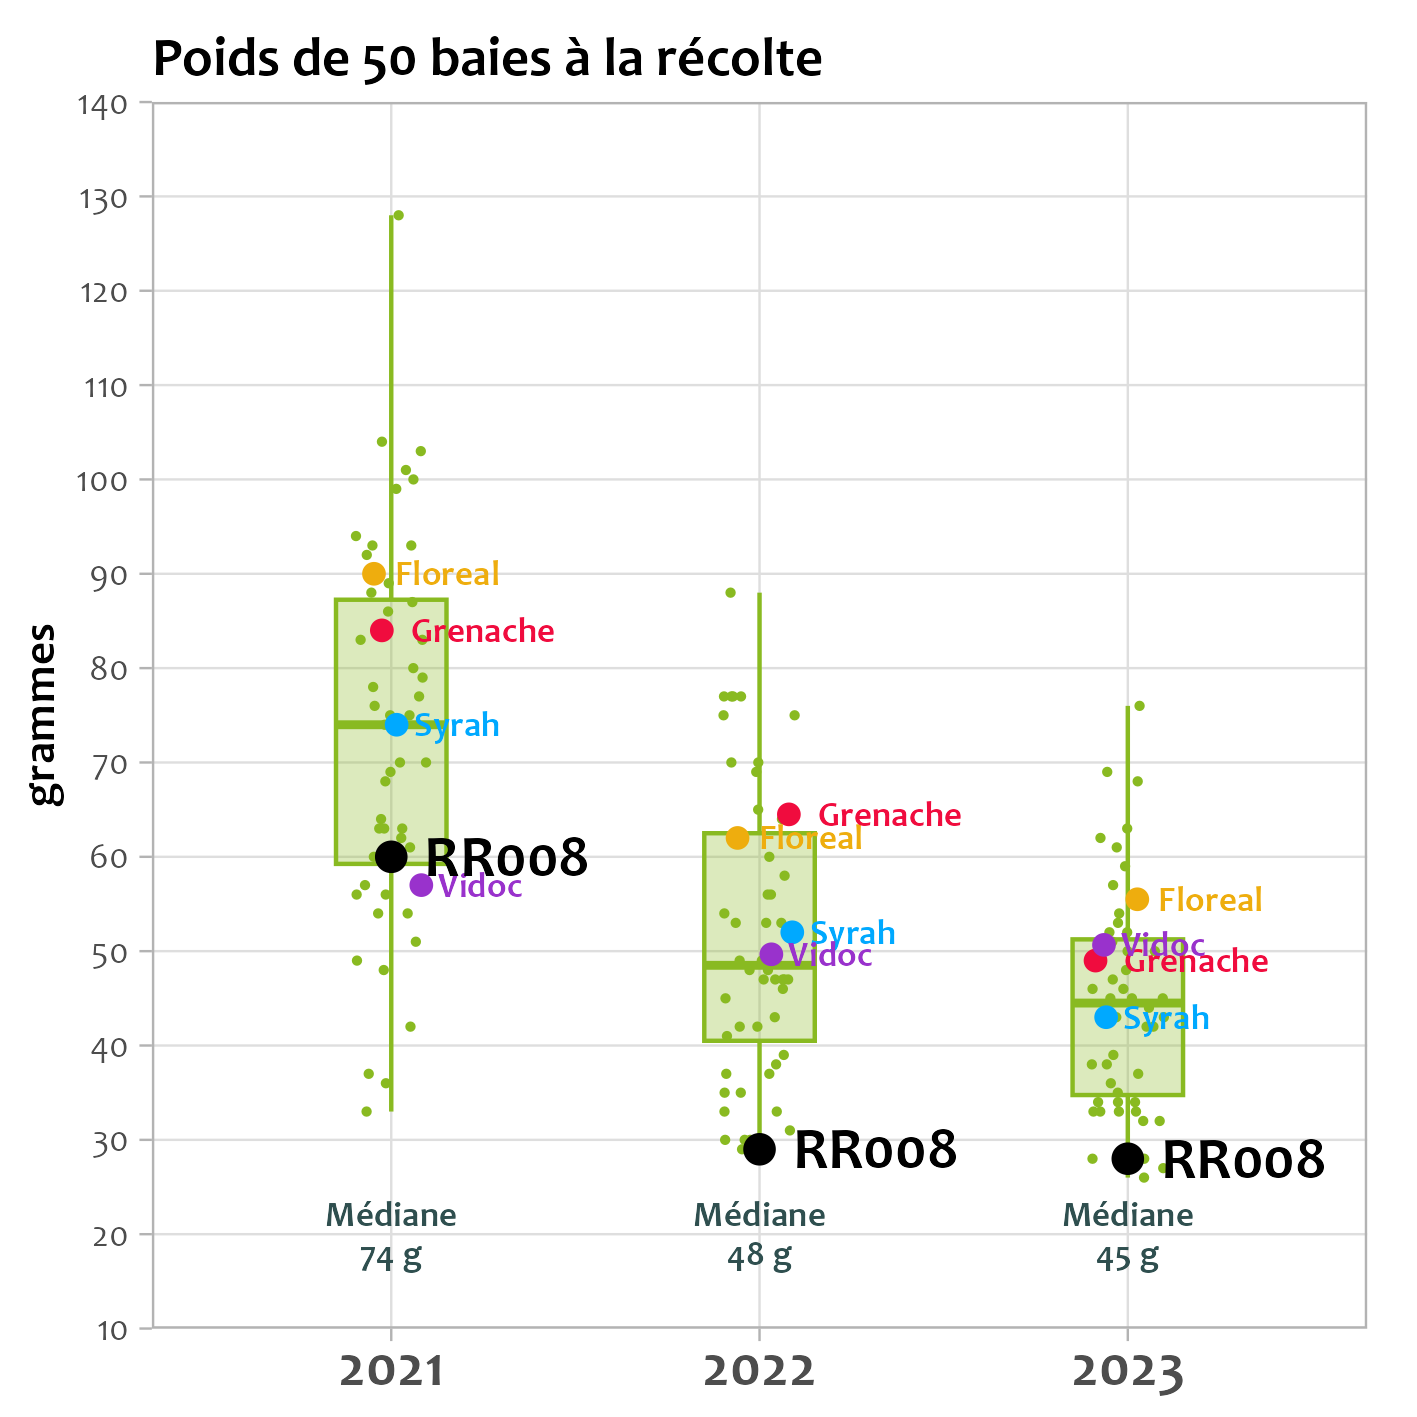 Poids de 50 baies à la récolte
grammes
140
130
120
110
100
90
80
70
60
50
40
30
20
10
Floreal
Grenache
Syrah
RR008
Vidoc
Grenache
Floreal
Syrah
Vidoc
RR008
Floreal
Vidoc
Grenache
Syrah
RR008
Médiane
74 g
Médiane
48 g
Médiane
45 g
2021
2022
2023